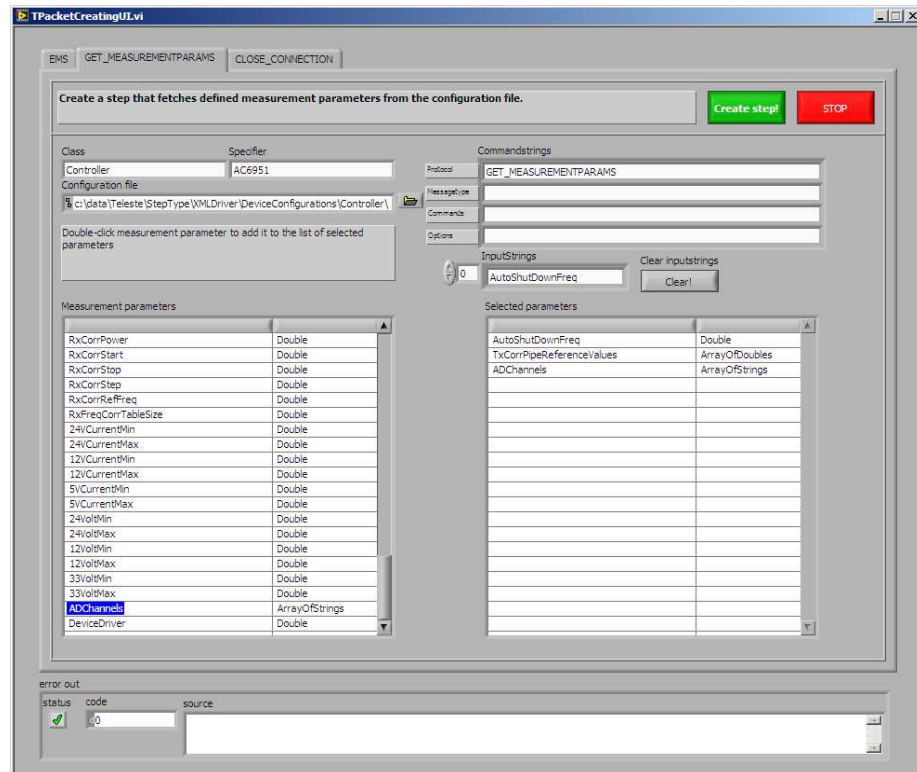 TPacketCreatingUI.vi
EMS GET_MEASUREMENTPARAMS CLOSE_CONNECTION
Create a step that fetches defined measurement parameters from the configuration file.
Create step!
STOP
Class Specifier
Controller AC6951
Configuration file
c:\data\Teleste\StepType\XMLDriver\DeviceConfigurations\Controller\
Double-click measurement parameter to add it to the list of selected
parameters
Commandstrings
Protocol GET_MEASUREMENTPARAMS
Messagetype
Commands
Options
InputStrings Clear inputstrings
0 AutoShutDownFreq Clear!
Measurement parameters
RxCorrPower Double
RxCorrStart Double
RxCorrStop Double
RxCorrStep Double
RxCorrRefFreq Double
RxFreqCorrTableSize Double
24VCurrentMin Double
24VCurrentMax Double
12VCurrentMin Double
12VCurrentMax Double
5VCurrentMin Double
5VCurrentMax Double
24VoltMin Double
24VoltMax Double
12VoltMin Double
12VoltMax Double
33VoltMin Double
33VoltMax Double
ADChannels ArrayOfStrings
DeviceDriver Double
Selected parameters
AutoShutDownFreq Double
TxCorrPipeReferenceValues ArrayOfDoubles
ADChannels ArrayOfStrings
error out
status code source
0